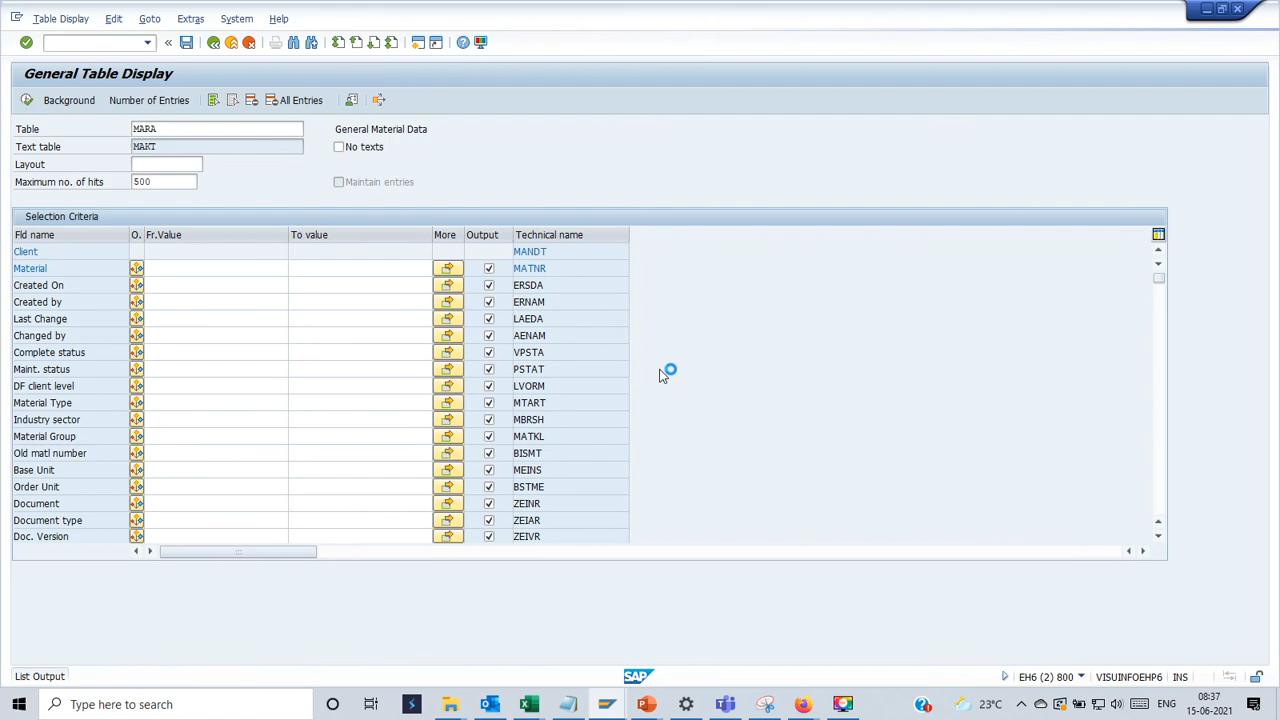 Table Display Edit Goto Extras System Help
General Table Display
Background Number of Entries All Entries
Table MARA General Material Data
Text table MAKT No texts
Layout
Maximum no. of hits 500 Maintain entries
Selection Criteria
Fld name O. Fr.Value To value More Output Technical name
Client MANDT
Material MATNR
Created On ERSDA
Created by ERNAM
Last Change LAEDA
Changed by AENAM
Complete status VPSTA
Maint. status PSTAT
DF client level LVORM
Material Type MTART
Industry sector MBRSH
Material Group MATKL
Old matl number BISMT
Base Unit MEINS
Order Unit BSTME
Document ZEINR
Document type ZEIAR
Doc. Version ZEIVR
List Output SAP EH6 (2) 800 VISUINFOEHP6 INS
Type here to search 23°C ENG 08:37
15-06-2021